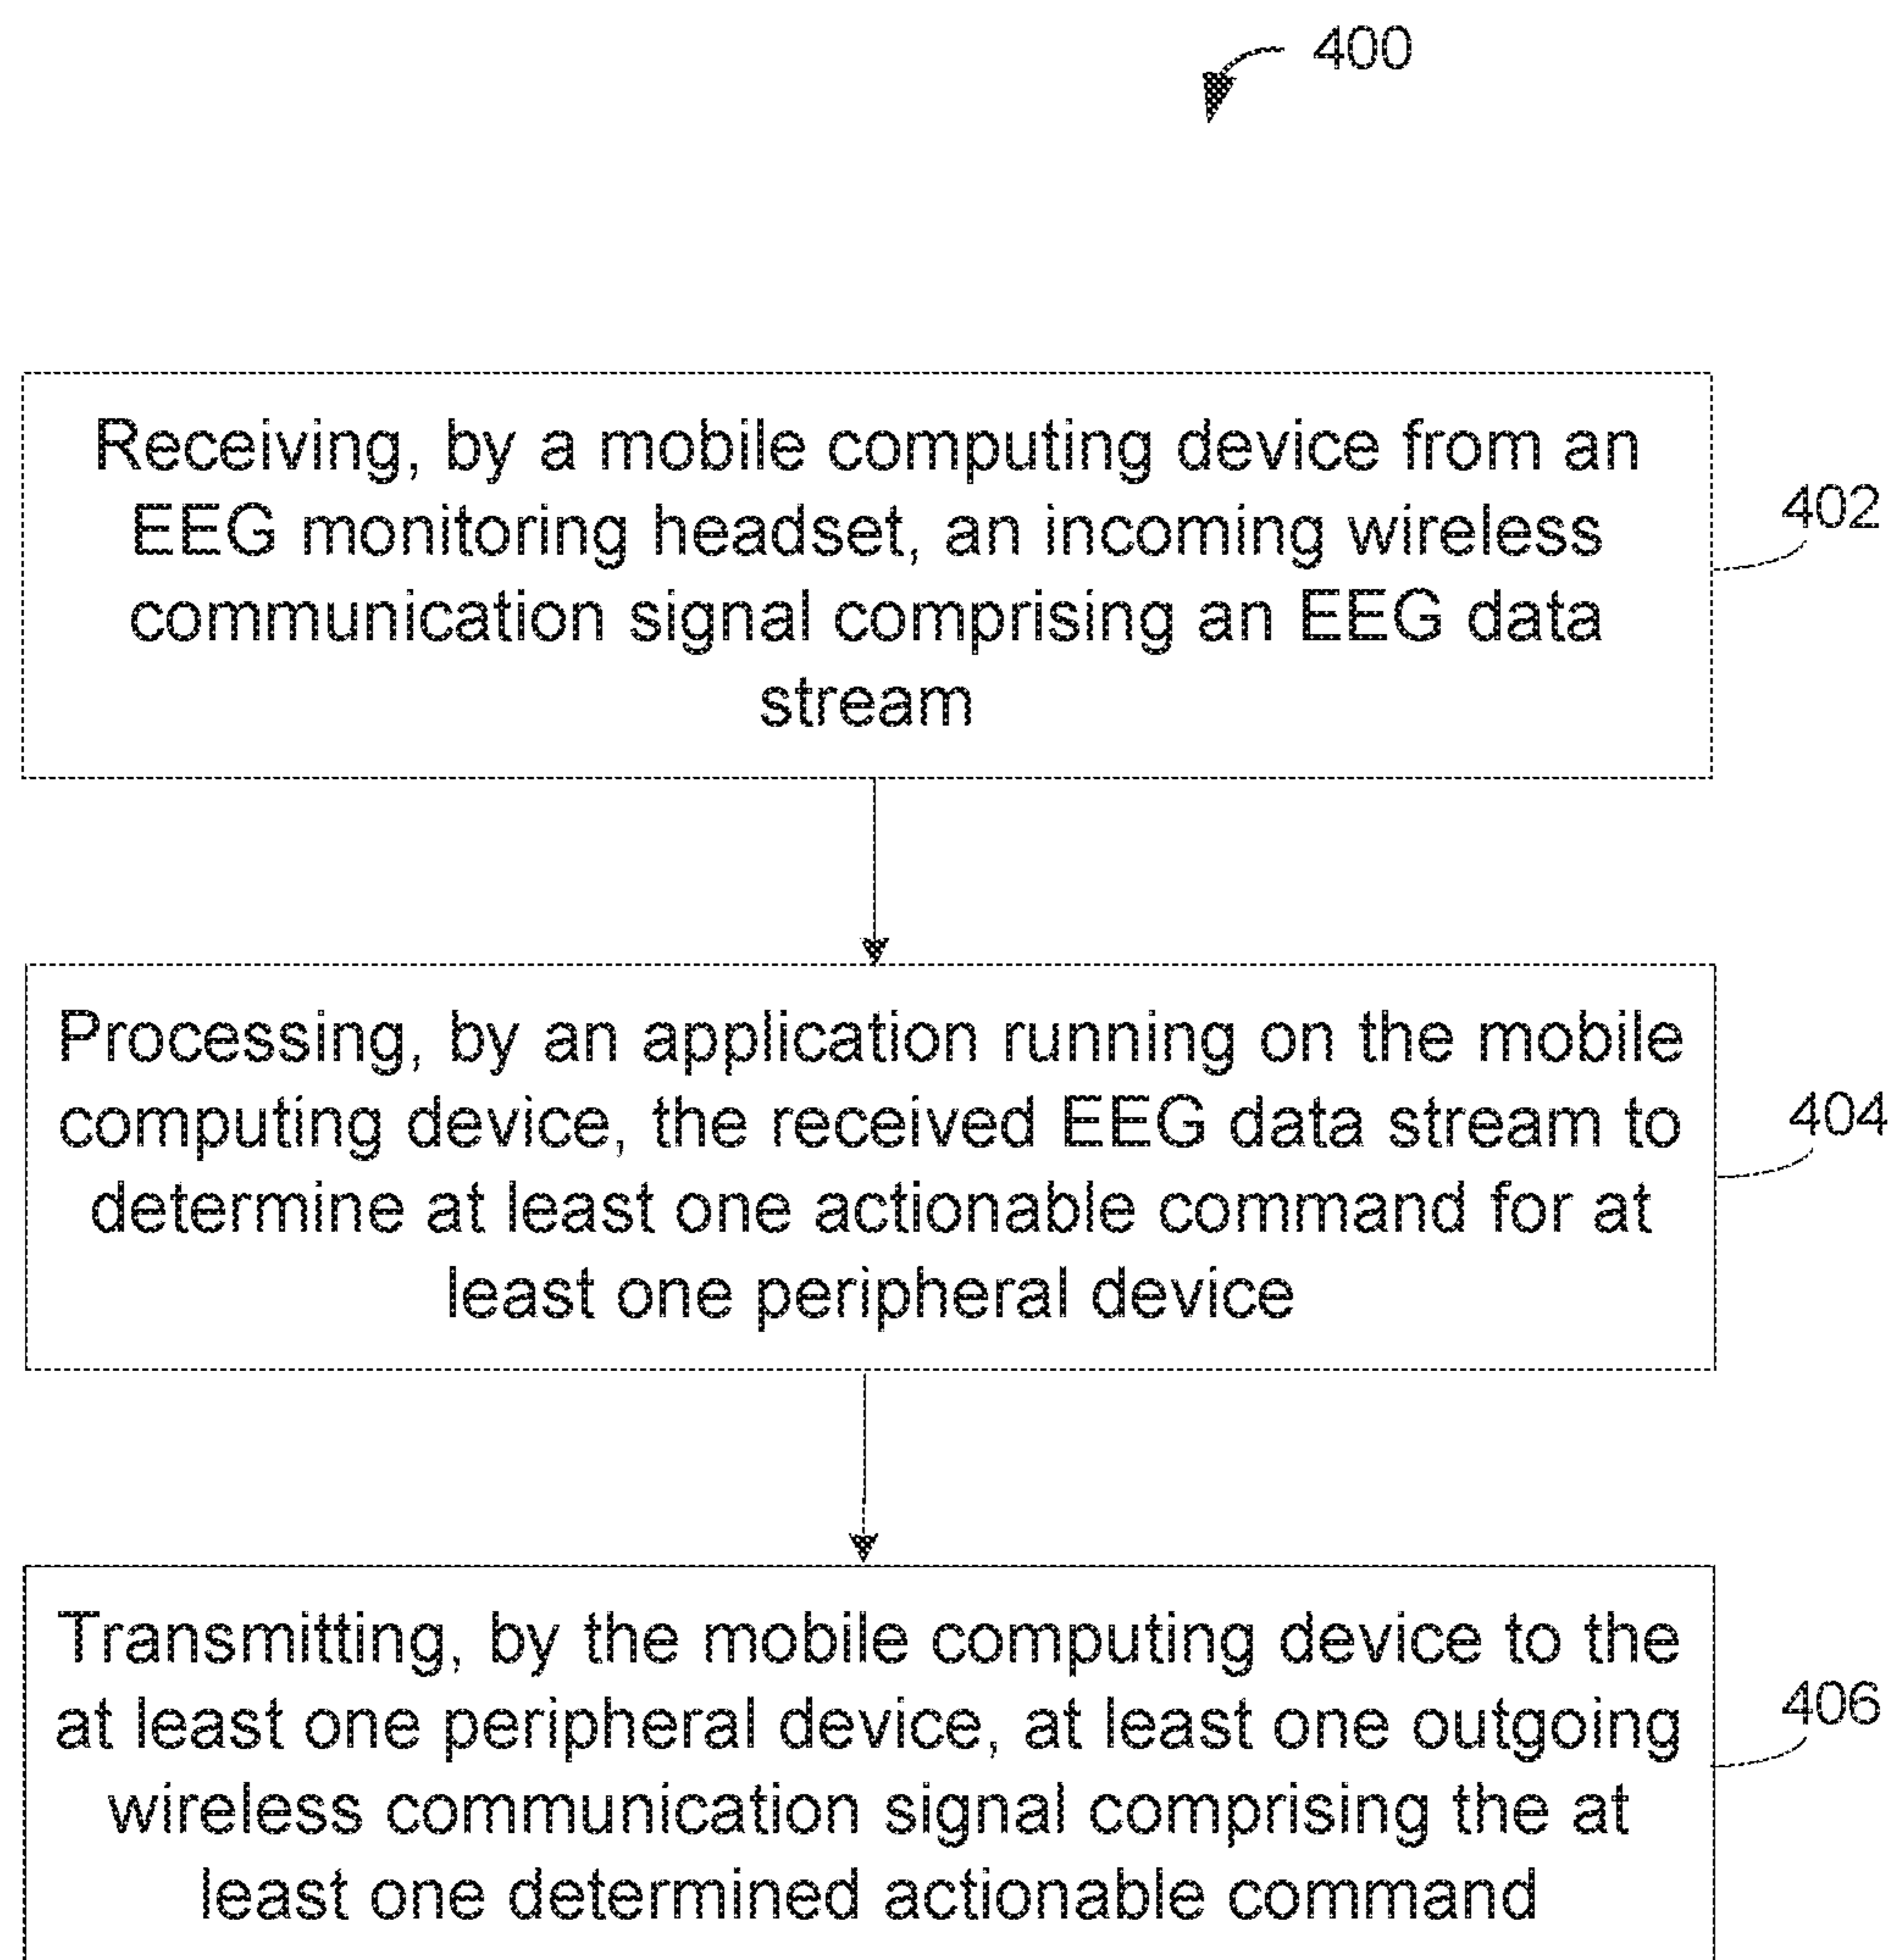 400
Receiving, by a mobile computing device from an
EEG monitoring headset, an incoming wireless
communication signal comprising an EEG data
stream
402
Processing, by an application running on the mobile
computing device, the received EEG data stream to
determine at least one actionable command for at
least one peripheral device
404
Transmitting, by the mobile computing device to the
at least one peripheral device, at least one outgoing
wireless communication signal comprising the at
least one determined actionable command
406